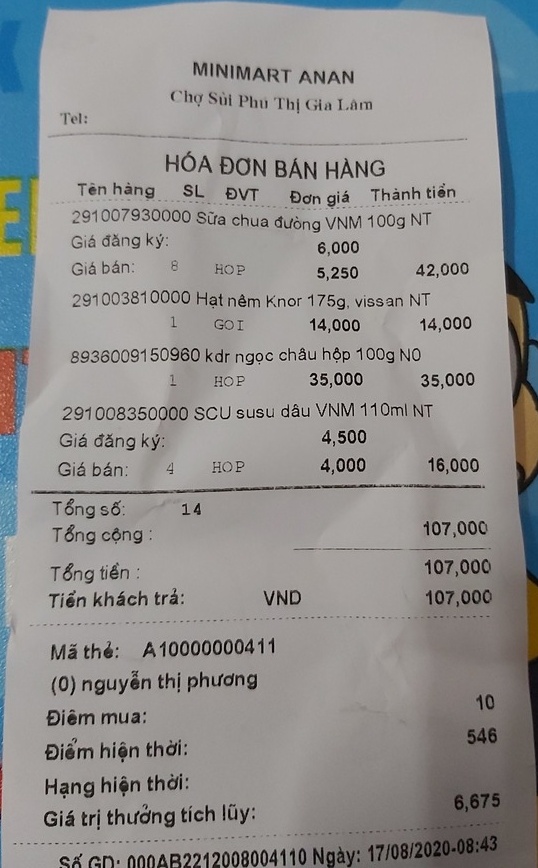 MINIMART ANAN
Chợ Sủi Phú Thị Gia Lâm
Tel:
HÓA ĐƠN BÁN HÀNG
Tên hàng SL ĐVT Đơn giá Thành tiền
291007930000 Sữa chua đường VNM 100g NT
Giá đăng ký: 6,000
Giá bán: 8 HOP 5,250 42,000
291003810000 Hạt nêm Knor 175g, vissan NT
1 GOI 14,000 14,000
8936009150960 kdr ngọc châu hộp 100g N0
1 HOP 35,000 35,000
291008350000 SCU susu dâu VNM 110ml NT
Giá đăng ký: 4,500
Giá bán: 4 HOP 4,000 16,000
Tổng số: 14
Tổng cộng : 107,000
Tổng tiền : 107,000
Tiền khách trả: VND 107,000
Mã thẻ: A10000000411
(0) nguyễn thị phương
Điểm mua: 10
Điểm hiện thời: 546
Hạng hiện thời:
Giá trị thưởng tích lũy: 6,675
Số GD: 000AB2212008004110 Ngày: 17/08/2020-08:43